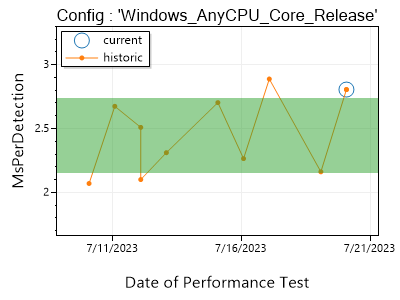 Config : 'Windows_AnyCPU_Core_Release'
current
historic
3
2.5
2
MsPerDetection
7/11/2023
7/16/2023
7/21/2023
Date of Performance Test